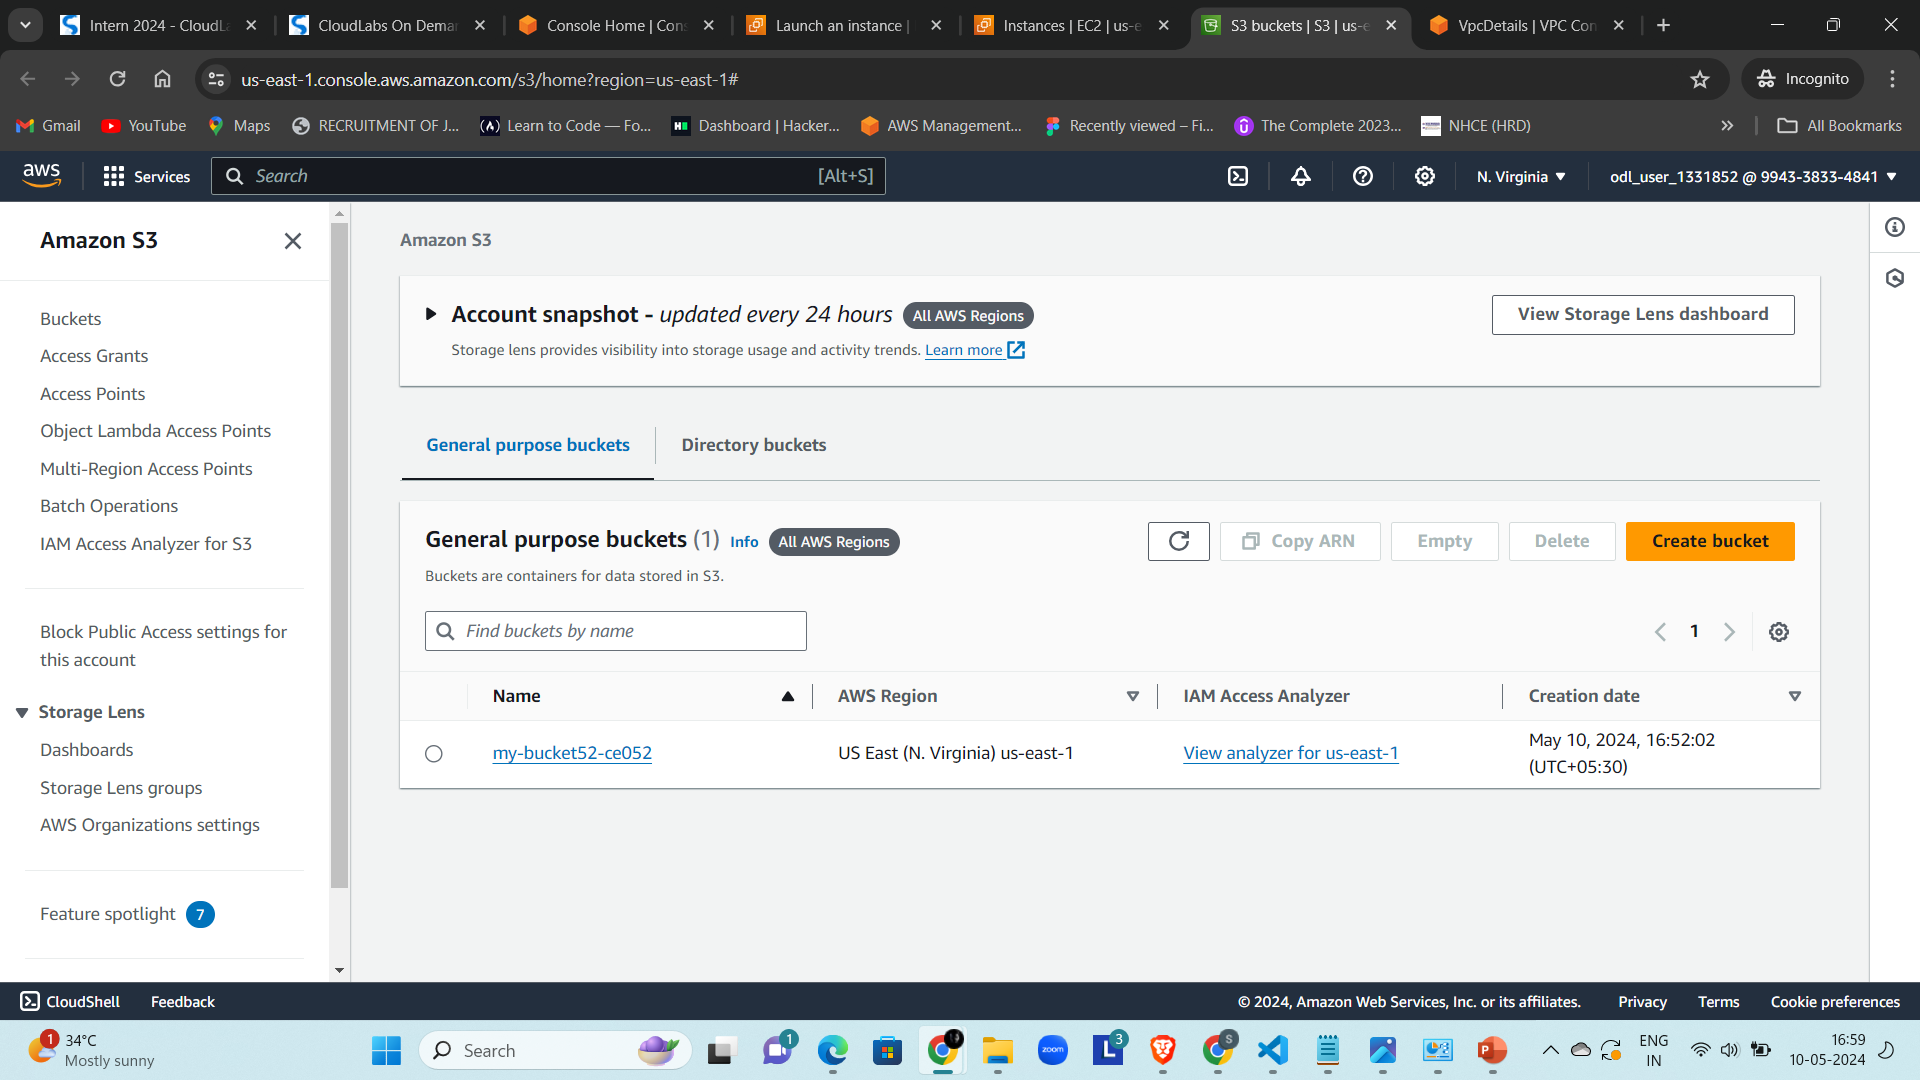 Intern 2024 - CloudLa
CloudLabs On Deman
Console Home | Cons
Launch an instance |
Instances | EC2 | us-e
S3 buckets | S3 | us-e
VpcDetails | VPC Con
us-east-1.console.aws.amazon.com/s3/home?region=us-east-1#
Incognito
Gmail
YouTube
Maps
RECRUITMENT OF J...
Learn to Code — Fo...
Dashboard | Hacker...
AWS Management...
Recently viewed – Fi...
The Complete 2023...
NHCE (HRD)
All Bookmarks
aws
Services
Search
[Alt+S]
N. Virginia
odl_user_1331852 @ 9943-3833-4841
Amazon S3
Buckets
Access Grants
Access Points
Object Lambda Access Points
Multi-Region Access Points
Batch Operations
IAM Access Analyzer for S3
Block Public Access settings for
this account
Storage Lens
Dashboards
Storage Lens groups
AWS Organizations settings
Feature spotlight 7
Amazon S3
Account snapshot - updated every 24 hours All AWS Regions
View Storage Lens dashboard
Storage lens provides visibility into storage usage and activity trends. Learn more
General purpose buckets
Directory buckets
General purpose buckets (1) Info All AWS Regions
Copy ARN
Empty
Delete
Create bucket
Buckets are containers for data stored in S3.
Find buckets by name
1
Name
AWS Region
IAM Access Analyzer
Creation date
my-bucket52-ce052
US East (N. Virginia) us-east-1
View analyzer for us-east-1
May 10, 2024, 16:52:02
(UTC+05:30)
CloudShell
Feedback
© 2024, Amazon Web Services, Inc. or its affiliates.
Privacy
Terms
Cookie preferences
1
34°C
Mostly sunny
Search
1
zoom
L
3
S
P
ENG
IN
16:59
10-05-2024